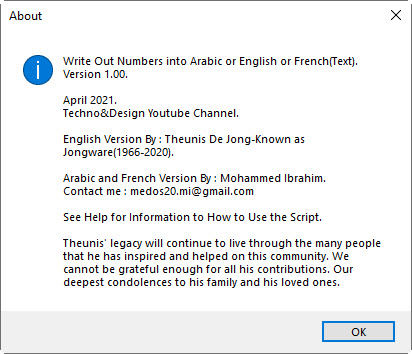 About
Write Out Numbers into Arabic or English or French(Text).
Version 1.00.
April 2021.
Techno&Design Youtube Channel.
English Version By : Theunis De Jong-Known as
Jongware(1966-2020).
Arabic and French Version By : Mohammed Ibrahim.
Contact me : medos20.mi@gmail.com
See Help for Information to How to Use the Script.
Theunis' legacy will continue to live through the many people
that he has inspired and helped on this community. We
cannot be grateful enough for all his contributions. Our
deepest condolences to his family and his loved ones.
OK